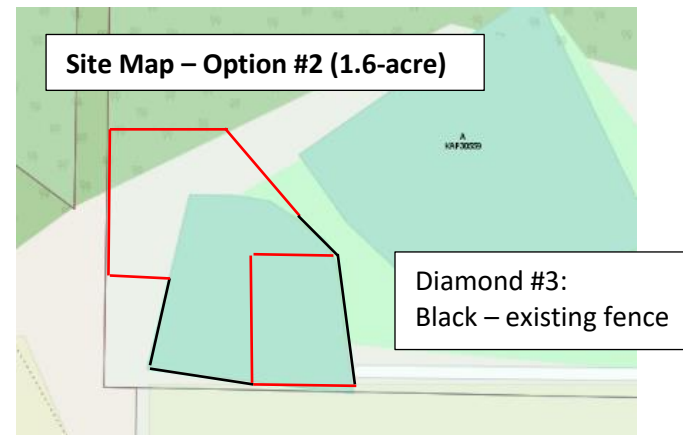 Site Map – Option #2 (1.6-acre)
A
Diamond #3:
Black – existing fence